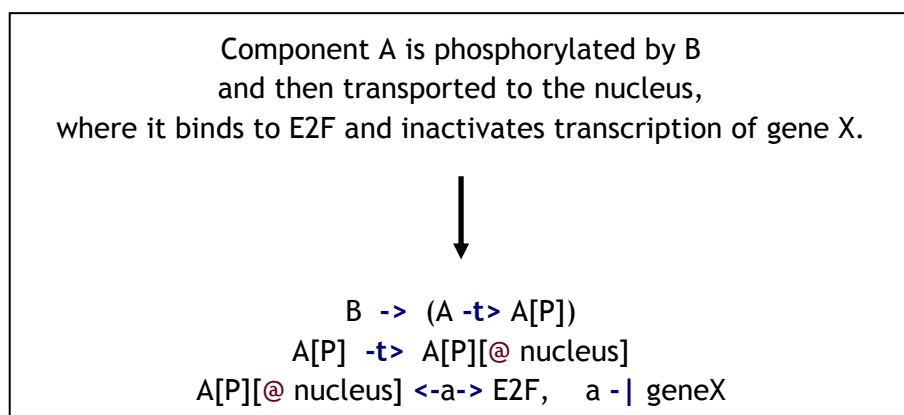 Component A is phosphorylated by B
and then transported to the nucleus,
where it binds to E2F and inactivates transcription of gene X.
B -> (A -t> A[P])
A[P] -t> A[P][@ nucleus]
A[P][@ nucleus] <-a-> E2F, a -| geneX